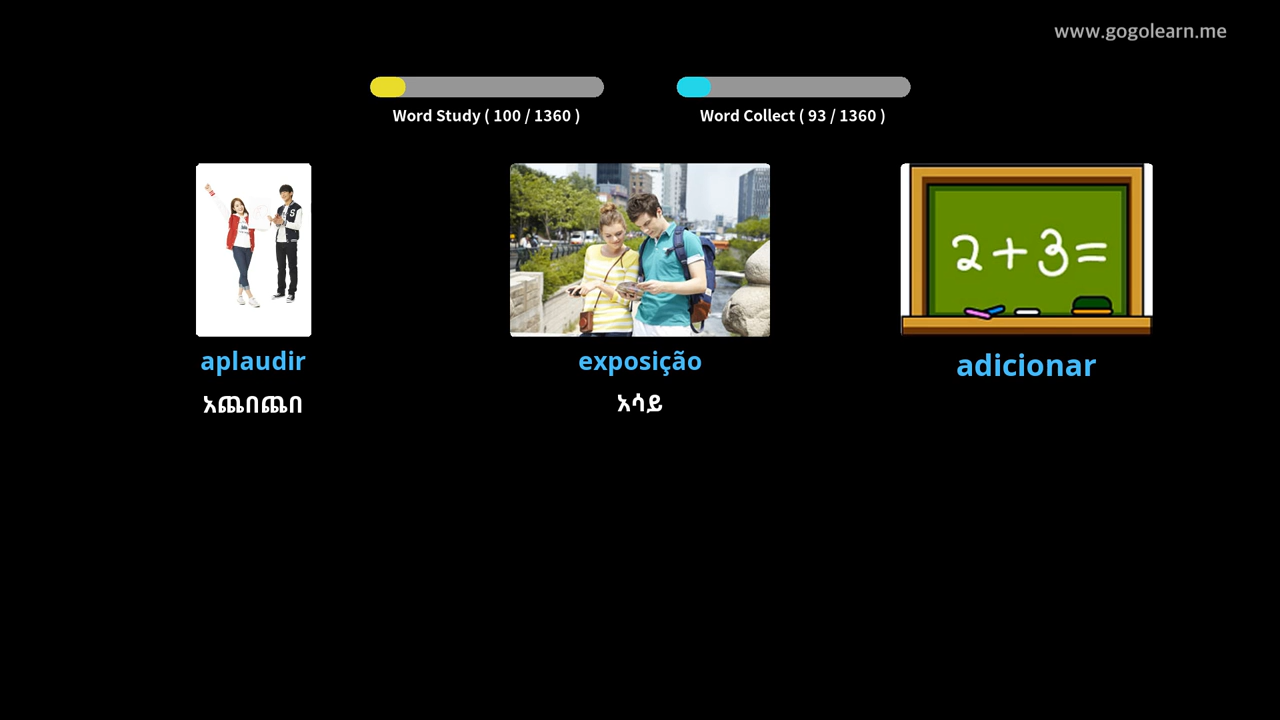 www.gogolearn.me
Word Study ( 100 / 1360 )
Word Collect ( 93 / 1360 )
2+3=
aplaudir
exposição
adicionar
አጨበጨበ
አሳይ